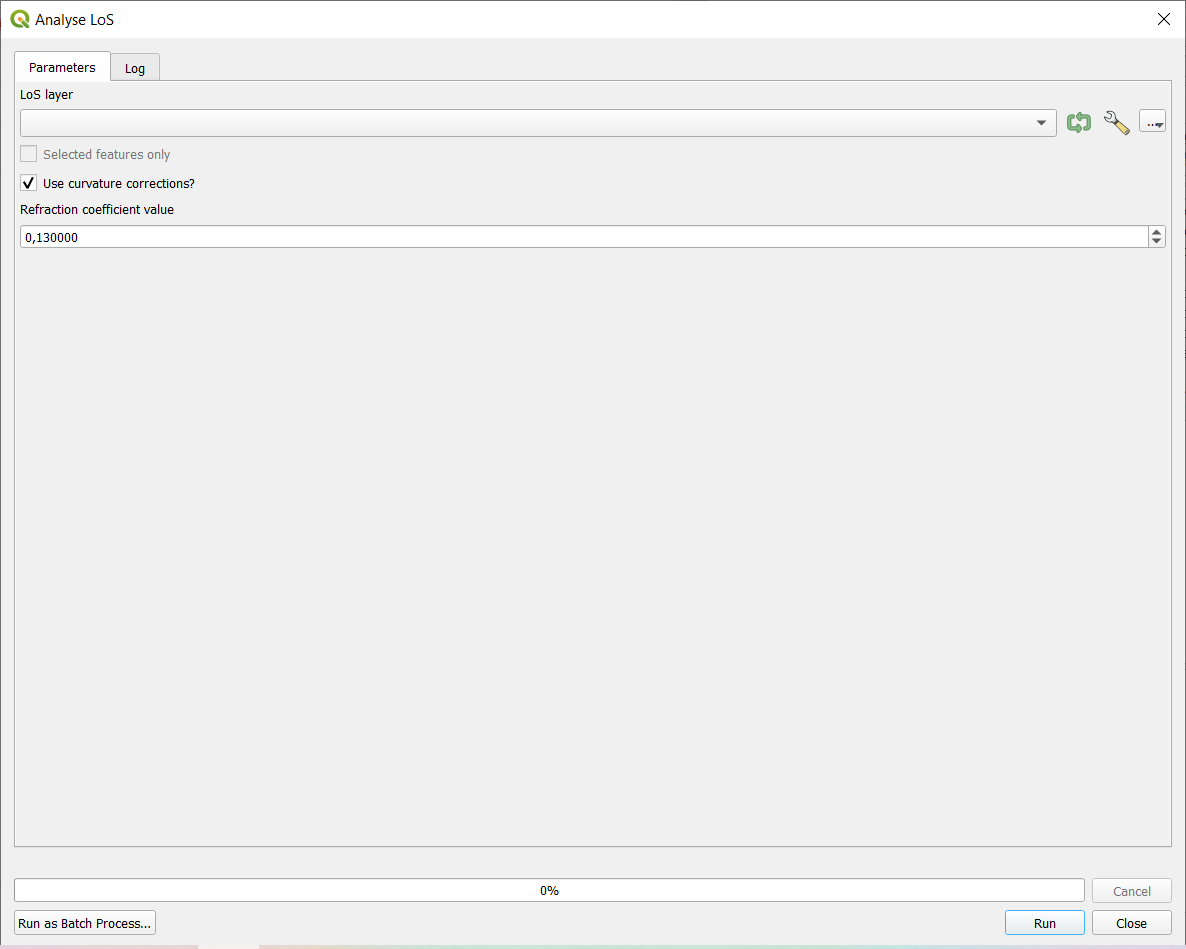 Analyse LoS
Parameters
Log
LoS layer
...
Selected features only
Use curvature corrections?
Refraction coefficient value
0,130000
0%
Cancel
Run as Batch Process...
Run
Close